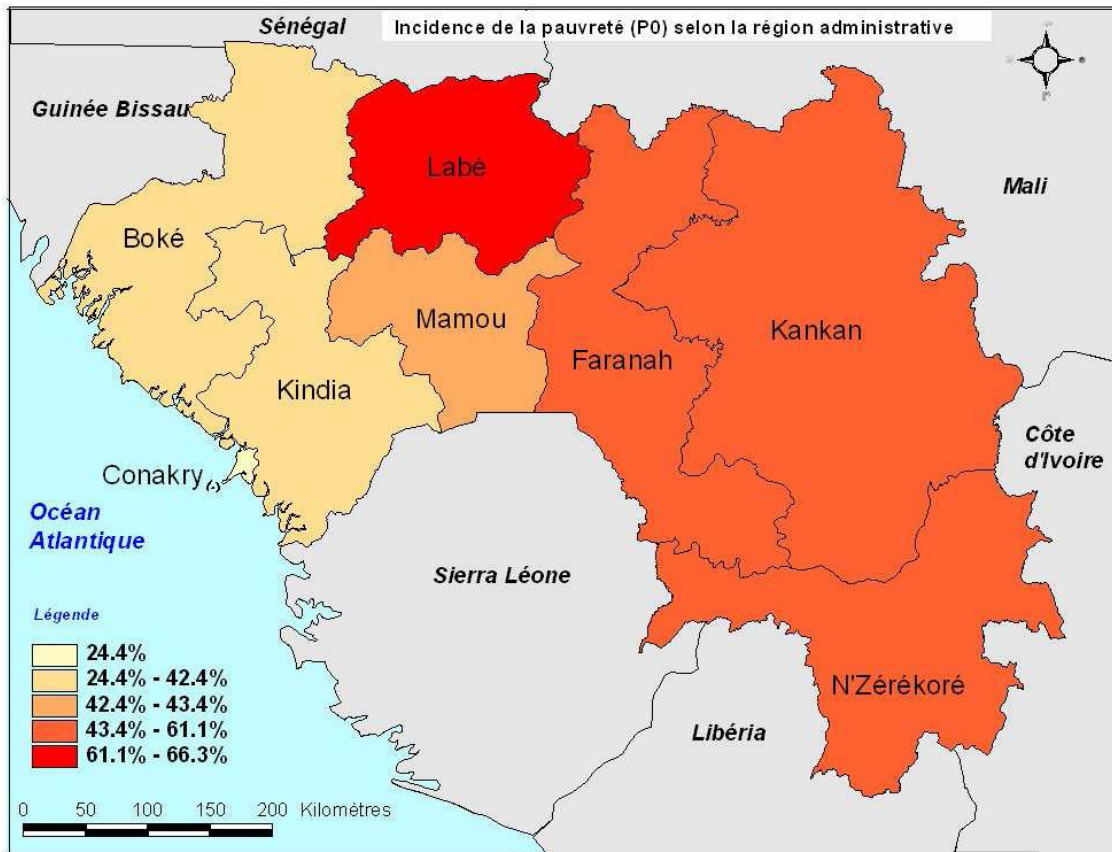 Sénégal
Incidence de la pauvreté (P0) selon la région administrative
Guinée Bissau
Labé
Mali
Boké
Mamou
Kankan
Faranah
Kindia
Côte
d'Ivoire
Conakry
Océan
Atlantique
Sierra Léone
Légende
24.4%
24.4% - 42.4%
42.4% - 43.4%
43.4% - 61.1%
61.1% - 66.3%
N'Zérékoré
Libéria
0 50 100 150 200 Kilomètres